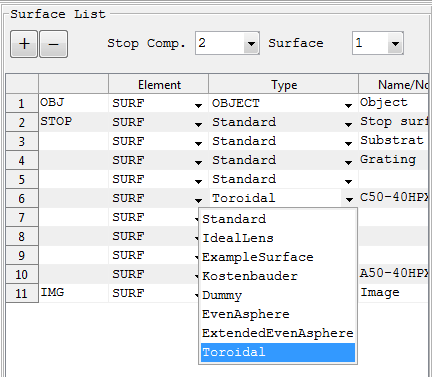 Surface List
+ − Stop Comp. 2 Surface 1
Element Type Name/No
1 OBJ SURF OBJECT Object
2 STOP SURF Standard Stop surf
3 SURF Standard Substrat
4 SURF Standard Grating
5 SURF Standard
6 SURF Toroidal C50-40HPX
7 SURF
8 SURF
9 SURF
10 SURF A50-40HPX
11 IMG SURF Image
Standard
IdealLens
ExampleSurface
Kostenbauder
Dummy
EvenAsphere
ExtendedEvenAsphere
Toroidal